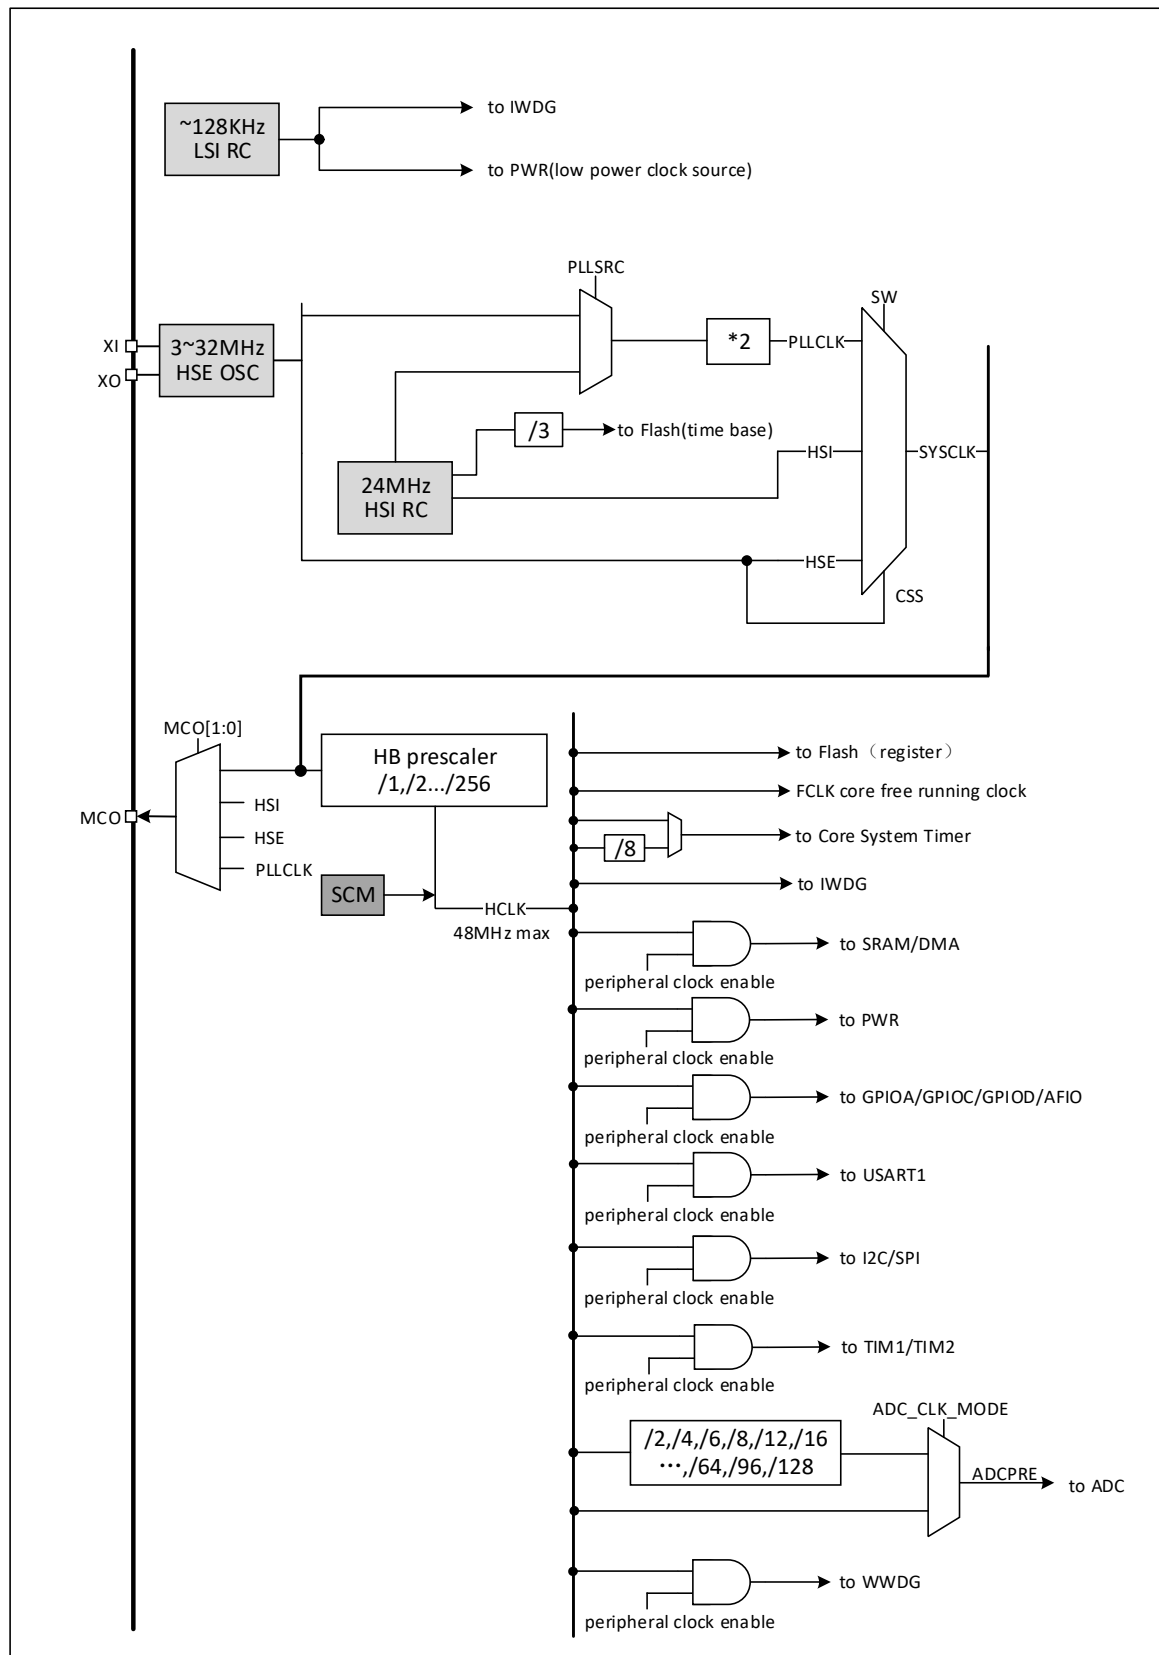 to IWDG
~128KHz
LSI RC
to PWR(low power clock source)
PLLSRC
SW
XI
3~32MHz
HSE OSC
*2
PLLCLK
XO
/3
to Flash(time base)
HSI
SYSCLK
24MHz
HSI RC
HSE
CSS
MCO[1:0]
HB prescaler
/1,/2.../256
to Flash（register）
HSI
FCLK core free running clock
MCO
HSE
/8
to Core System Timer
PLLCLK
SCM
to IWDG
HCLK
48MHz max
to SRAM/DMA
peripheral clock enable
to PWR
peripheral clock enable
to GPIOA/GPIOC/GPIOD/AFIO
peripheral clock enable
to USART1
peripheral clock enable
to I2C/SPI
peripheral clock enable
to TIM1/TIM2
peripheral clock enable
ADC_CLK_MODE
/2,/4,/6,/8,/12,/16
···,/64,/96,/128
ADCPRE
to ADC
to WWDG
peripheral clock enable